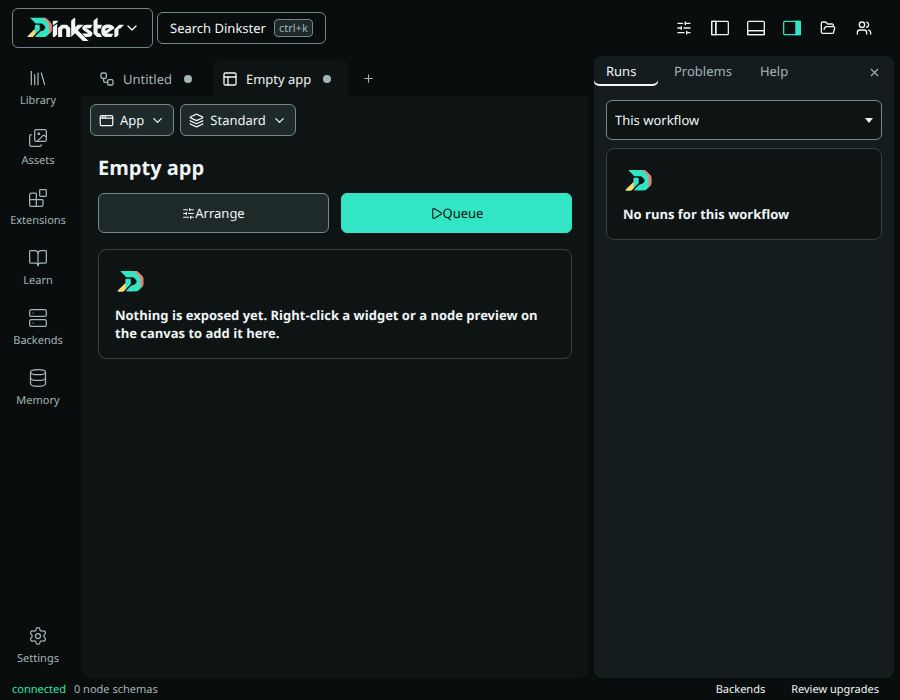 Dinkster
Search Dinkster ctrl+k
Library
Assets
Extensions
Learn
Backends
Memory
Settings
Untitled
Empty app
App
Standard
Empty app
Arrange
Queue
Nothing is exposed yet. Right-click a widget or a node preview on
the canvas to add it here.
Runs
Problems
Help
This workflow
No runs for this workflow
connected
0 node schemas
Backends
Review upgrades